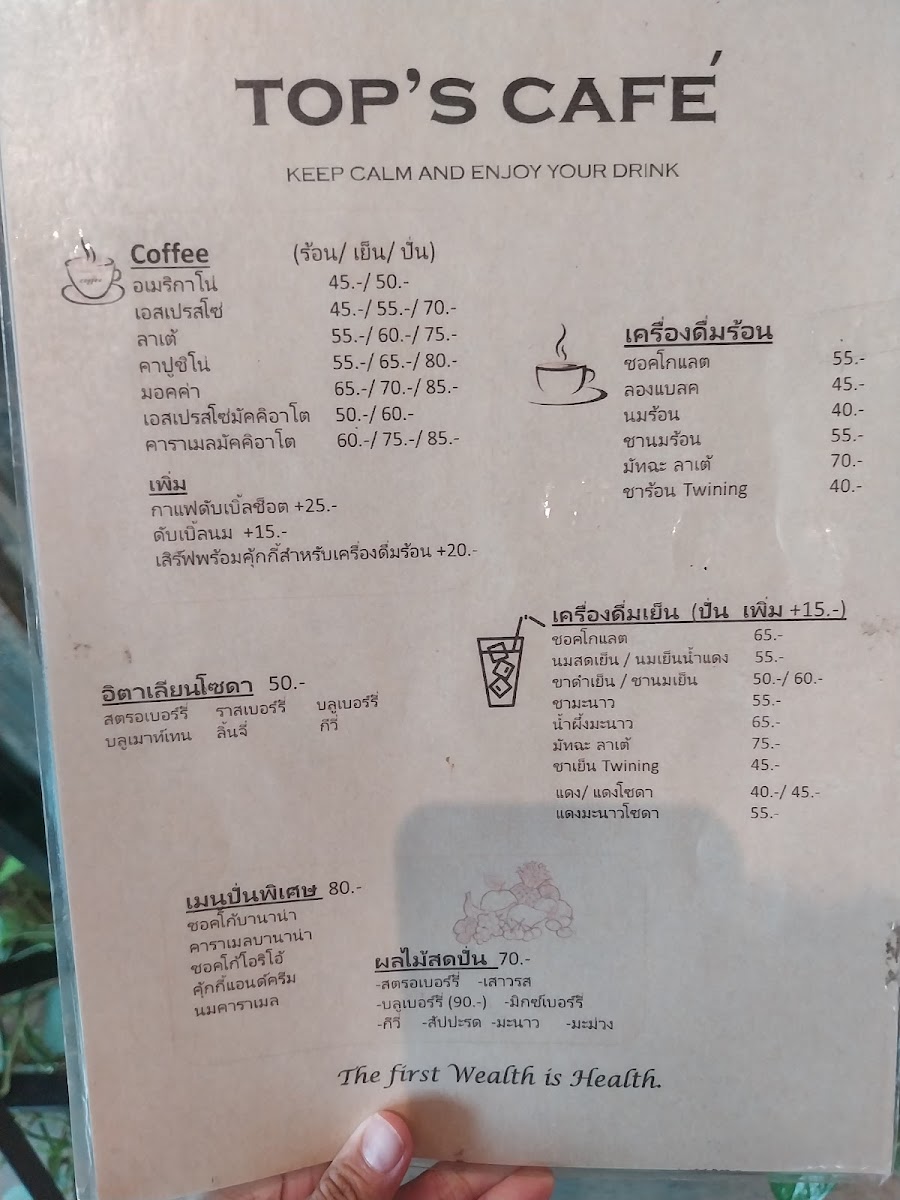 TOP'S CAFÉ
KEEP CALM AND ENJOY YOUR DRINK
Coffee (ร้อน/ เย็น/ ปั่น)
อเมริกาโน่ 45.-/ 50.-
เอสเปรสโซ่ 45.-/ 55.-/ 70.-
ลาเต้ 55.-/ 60.-/ 75.-
คาปูชิโน่ 55.-/ 65.-/ 80.-
มอคค่า 65.-/ 70.-/ 85.-
เอสเปรสโซ่มัคคิอาโต 50.-/ 60.-
คาราเมลมัคคิอาโต 60.-/ 75.-/ 85.-
เพิ่ม
กาแฟดับเบิ้ลช็อต +25.-
ดับเบิ้ลนม +15.-
เสิร์ฟพร้อมคุ้กกี้สำหรับเครื่องดื่มร้อน +20.-
เครื่องดื่มร้อน
ชอคโกแลต 55.-
ลองแบลค 45.-
นมร้อน 40.-
ชานมร้อน 55.-
มัทฉะ ลาเต้ 70.-
ชาร้อน Twining 40.-
อิตาเลียนโซดา 50.-
สตรอเบอร์รี่ ราสเบอร์รี่ บลูเบอร์รี่
บลูเมาท์เทน ลิ้นจี่ กีวี่
เครื่องดื่มเย็น (ปั่น เพิ่ม +15.-)
ชอคโกแลต 65.-
นมสดเย็น / นมเย็นน้ำแดง 55.-
ชาดำเย็น / ชานมเย็น 50.-/ 60.-
ชามะนาว 55.-
น้ำผึ้งมะนาว 65.-
มัทฉะ ลาเต้ 75.-
ชาเย็น Twining 45.-
แดง/ แดงโซดา 40.-/ 45.-
แดงมะนาวโซดา 55.-
เมนูปั่นพิเศษ 80.-
ชอคโก้บานาน่า
คาราเมลบานาน่า
ชอคโก้โอริโอ้
คุ้กกี้แอนด์ครีม
นมคาราเมล
ผลไม้สดปั่น 70.-
-สตรอเบอร์รี่ -เสาวรส
-บลูเบอร์รี่ (90.-) -มิกซ์เบอร์รี่
-กีวี่ -สัปปะรด -มะนาว -มะม่วง
The first Wealth is Health.